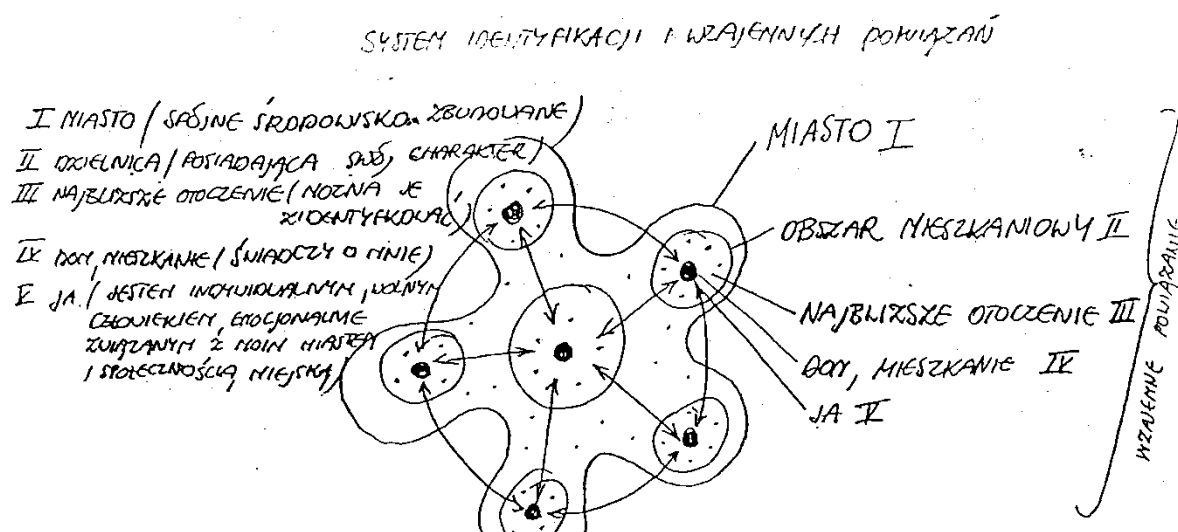 SYSTEM IDENTYFIKACJI I WZAJEMNYCH POWIĄZAŃ
I MIASTO / SPÓJNE ŚRODOWISKO ZBUDOWANE /
II DZIELNICA / POSIADAJĄCA SWÓJ CHARAKTER /
III NAJBLIŻSZE OTOCZENIE / MOŻNA JE
ZIDENTYFIKOWAĆ /
IV DOM, MIESZKANIE / ŚWIADCZY O MNIE /
V JA / JESTEM INDYWIDUALNYM, WOLNYM
CZŁOWIEKIEM, EMOCJONALNIE
ZWIĄZANYM Z MOIM MIASTEM
I SPOŁECZNOŚCIĄ MIEJSKĄ /
MIASTO I
OBSZAR MIESZKANIOWY II
NAJBLIŻSZE OTOCZENIE III
DOM, MIESZKANIE IV
JA V
WZAJEMNE POWIĄZANIE